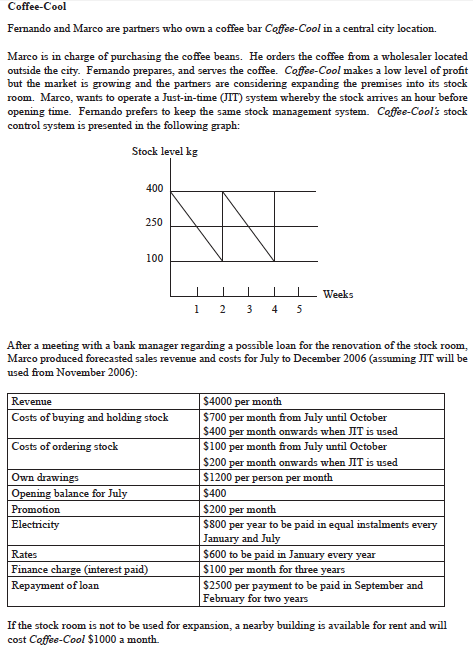 Coffee-Cool
Fernando and Marco are partners who own a coffee bar Coffee-Cool in a central city location.
Marco is in charge of purchasing the coffee beans. He orders the coffee from a wholesaler located
outside the city. Fernando prepares, and serves the coffee. Coffee-Cool makes a low level of profit
but the market is growing and the partners are considering expanding the premises into its stock
room. Marco, wants to operate a Just-in-time (JIT) system whereby the stock arrives an hour before
opening time. Fernando prefers to keep the same stock management system. Coffee-Cool's stock
control system is presented in the following graph:
Stock level kg
400
250
100
Weeks
1 2 3 4 5
After a meeting with a bank manager regarding a possible loan for the renovation of the stock room,
Marco produced forecasted sales revenue and costs for July to December 2006 (assuming JIT will be
used from November 2006):
Revenue $4000 per month
Costs of buying and holding stock $700 per month from July until October
$400 per month onwards when JIT is used
Costs of ordering stock $100 per month from July until October
$200 per month onwards when JIT is used
Own drawings $1200 per person per month
Opening balance for July $400
Promotion $200 per month
Electricity $800 per year to be paid in equal instalments every
January and July
Rates $600 to be paid in January every year
Finance charge (interest paid) $100 per month for three years
Repayment of loan $2500 per payment to be paid in September and
February for two years
If the stock room is not to be used for expansion, a nearby building is available for rent and will
cost Coffee-Cool $1000 a month.